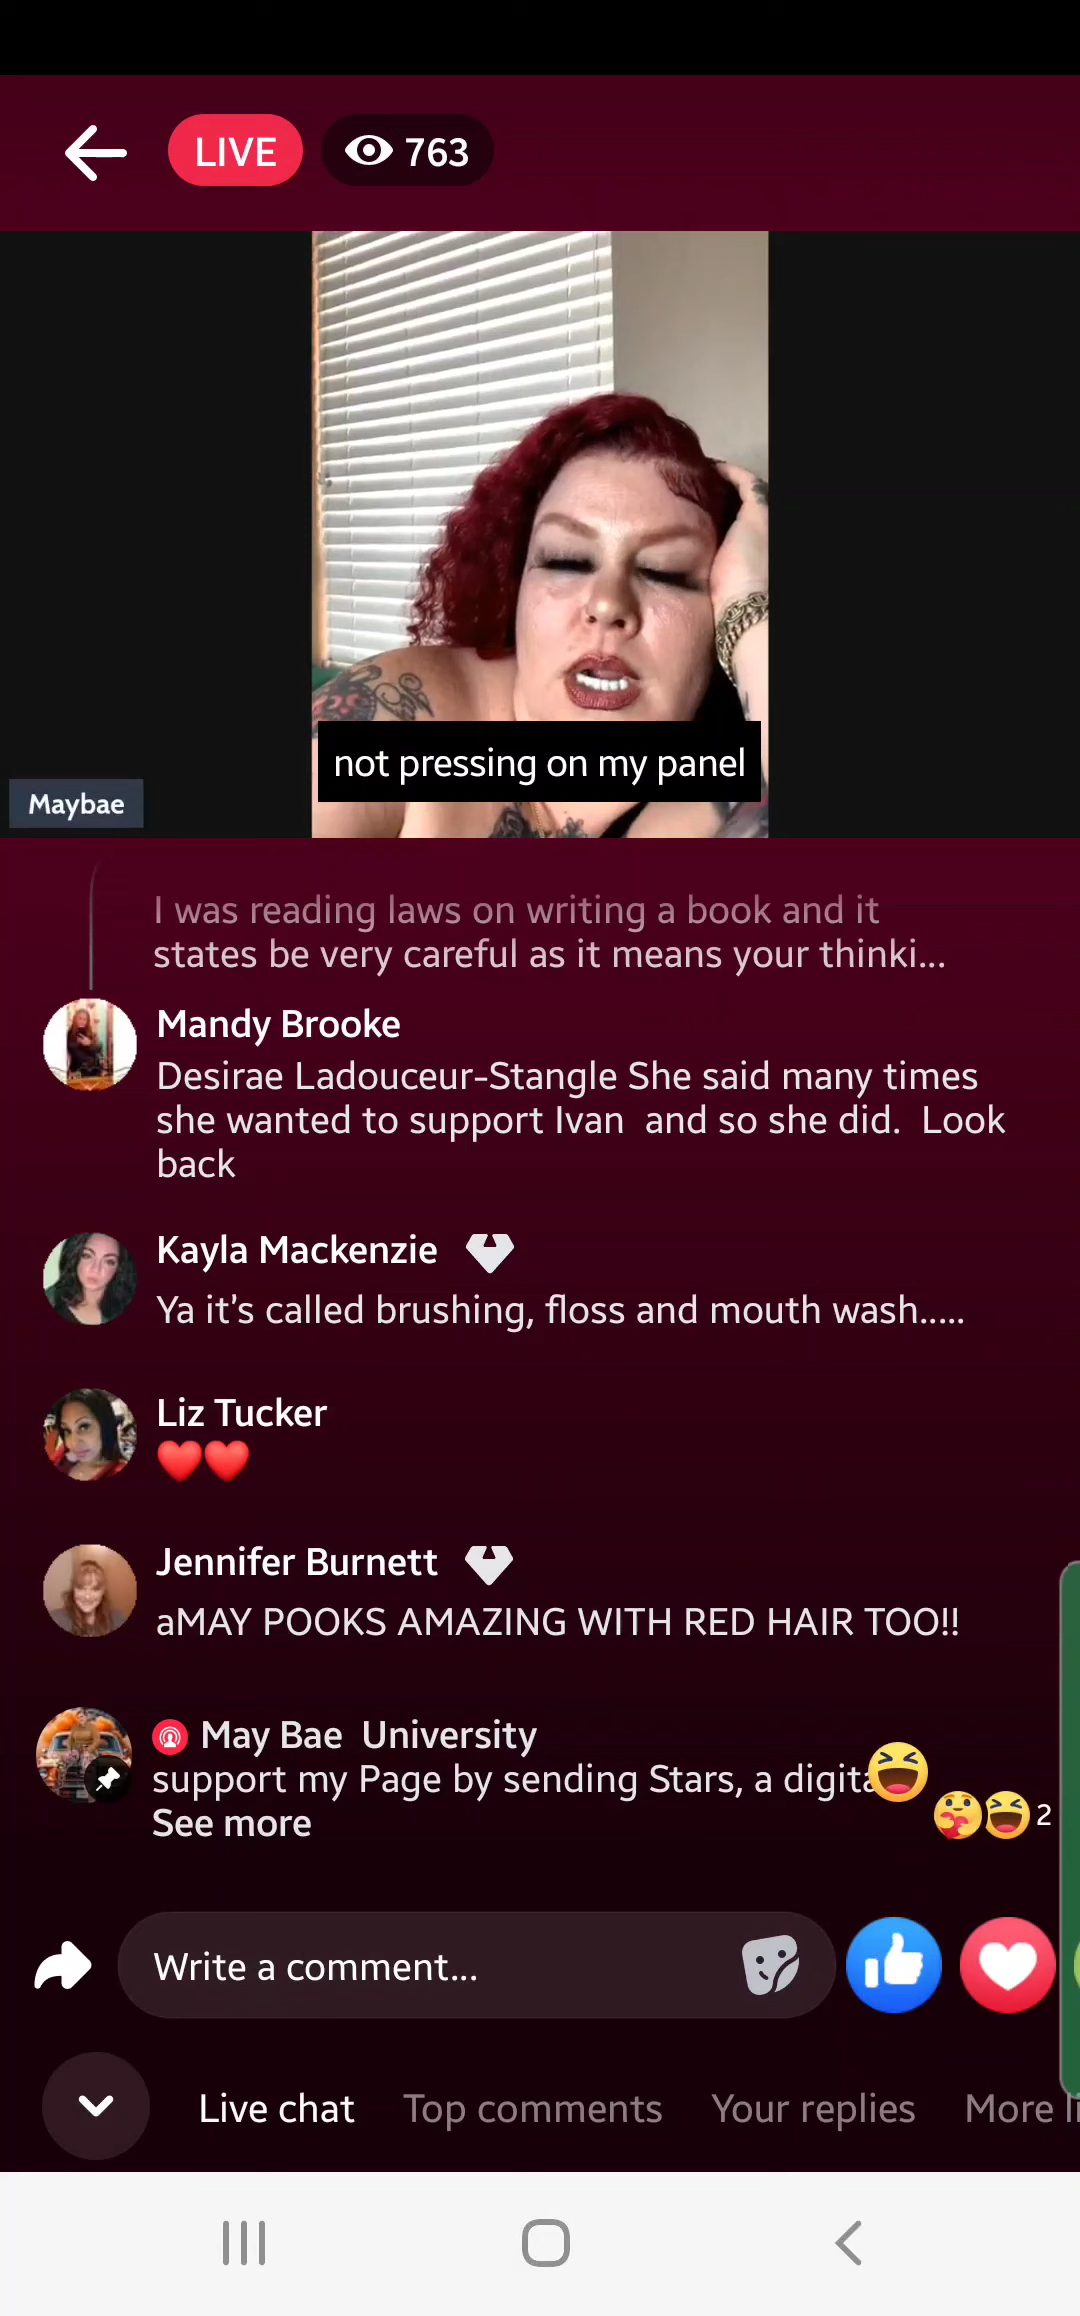 LIVE
763
not pressing on my panel
Maybae
I was reading laws on writing a book and it
states be very careful as it means your thinki...
Mandy Brooke
Desirae Ladouceur-Stangle She said many times
she wanted to support Ivan  and so she did.  Look
back
Kayla Mackenzie
Ya it's called brushing, floss and mouth wash.....
Liz Tucker
❤️❤️
Jennifer Burnett
aMAY POOKS AMAZING WITH RED HAIR TOO!!
May Bae  University
support my Page by sending Stars, a digita
See more
2
Write a comment...
Live chat
Top comments
Your replies
More